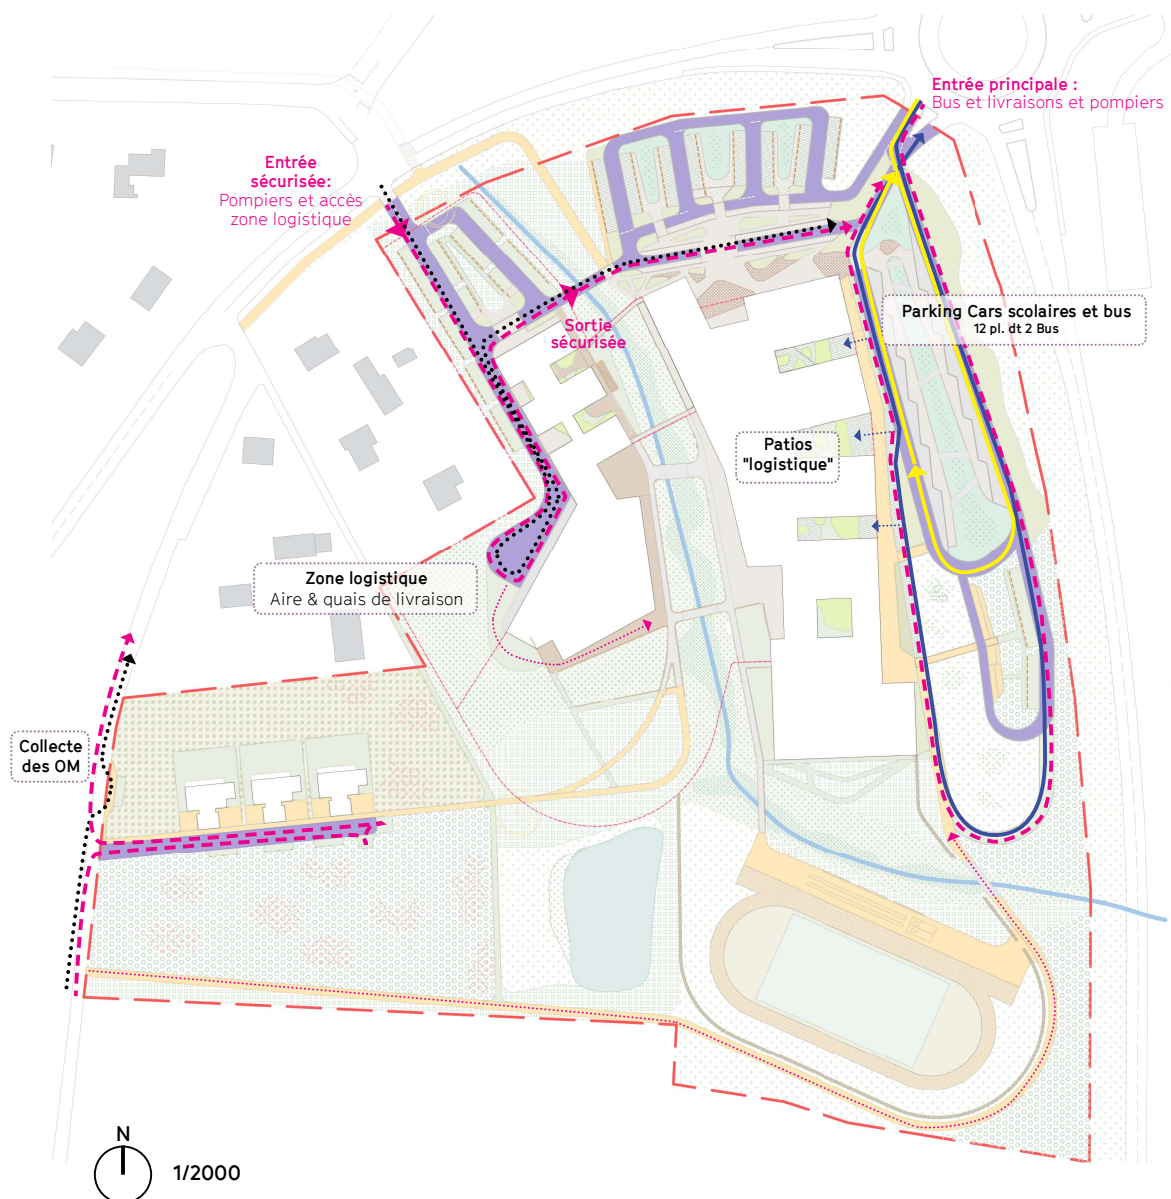 Entrée principale :
Bus et livraisons et pompiers
Entrée
sécurisée:
Pompiers et accès
zone logistique
Parking Cars scolaires et bus
12 pl. dt 2 Bus
Sortie
sécurisée
Patios
"logistique"
Zone logistique
Aire & quais de livraison
Collecte
des OM
N
1/2000